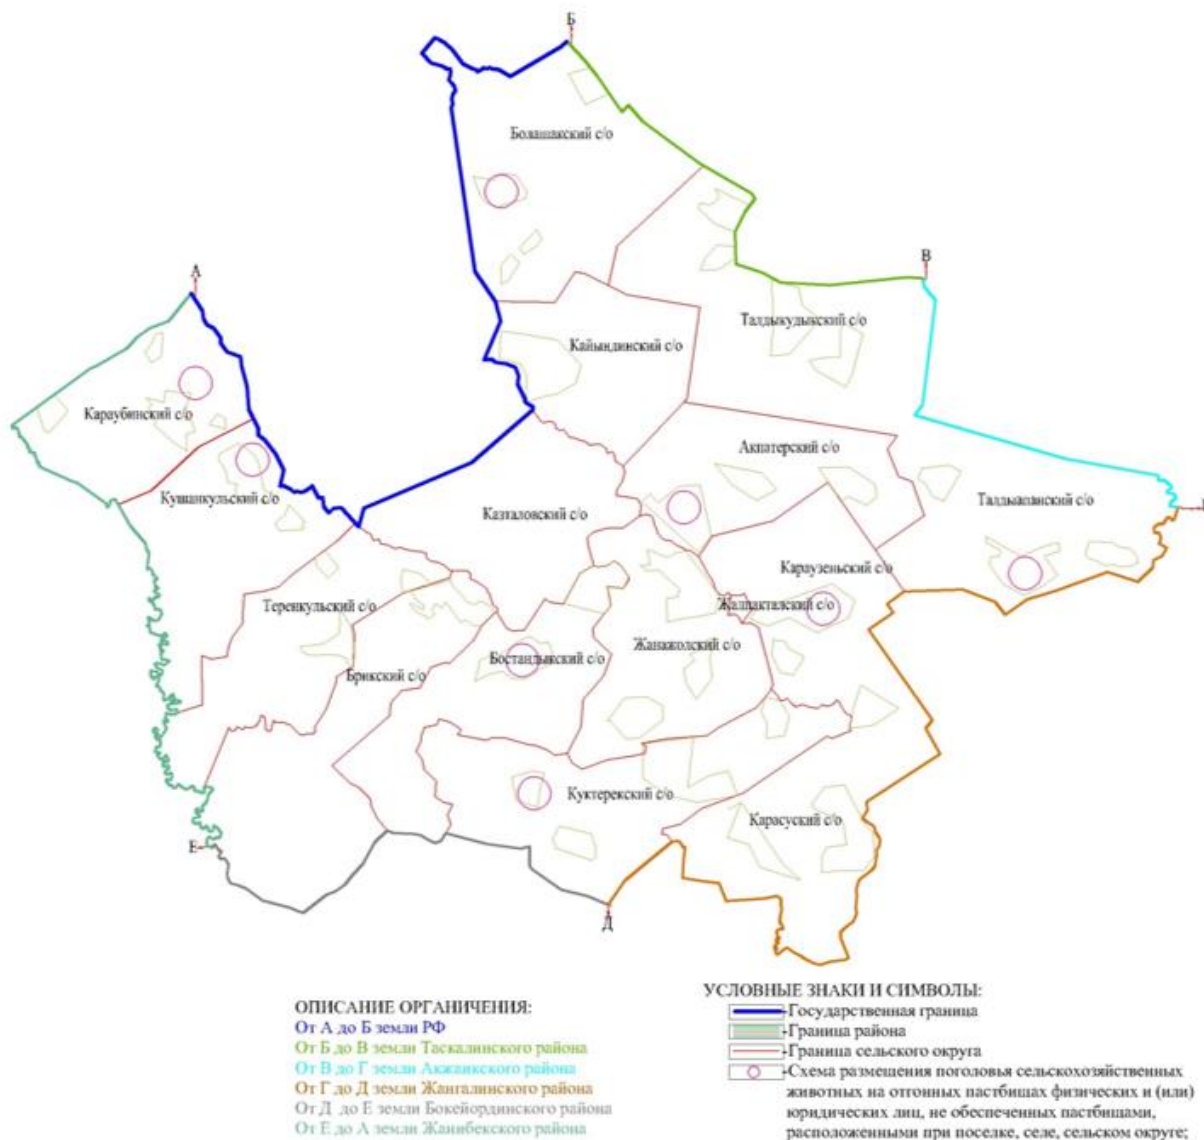 Б
Болашакский с/о
В
А
Талдыкудыкский с/о
Кайындинский с/о
Караубинский с/о
Акпатерский с/о
Кушанкульский с/о
Талдыапанский с/о
Казталовский с/о
Караузеньский с/о
Теренкульский с/о
Жалпакталский с/о
Жанажолский с/о
Бостандыкский с/о
Брикский с/о
Куктерекский с/о
Карасуский с/о
Е
Д
ОПИСАНИЕ ОРГАНИЧЕНИЯ:
От А до Б земли РФ
От Б до В земли Таскалинского района
От В до Г земли Акжаикского района
От Г до Д земли Жангалинского района
От Д до Е земли Бокейординского района
От Е до А земли Жанибекского района
УСЛОВНЫЕ ЗНАКИ И СИМВОЛЫ:
-Государственная граница
-Граница района
-Граница сельского округа
-Схема размещения поголовья сельскохозяйственных
животных на отгонных пастбищах физических и (или)
юридических лиц, не обеспеченных пастбищами,
расположенными при поселке, селе, сельском округе;